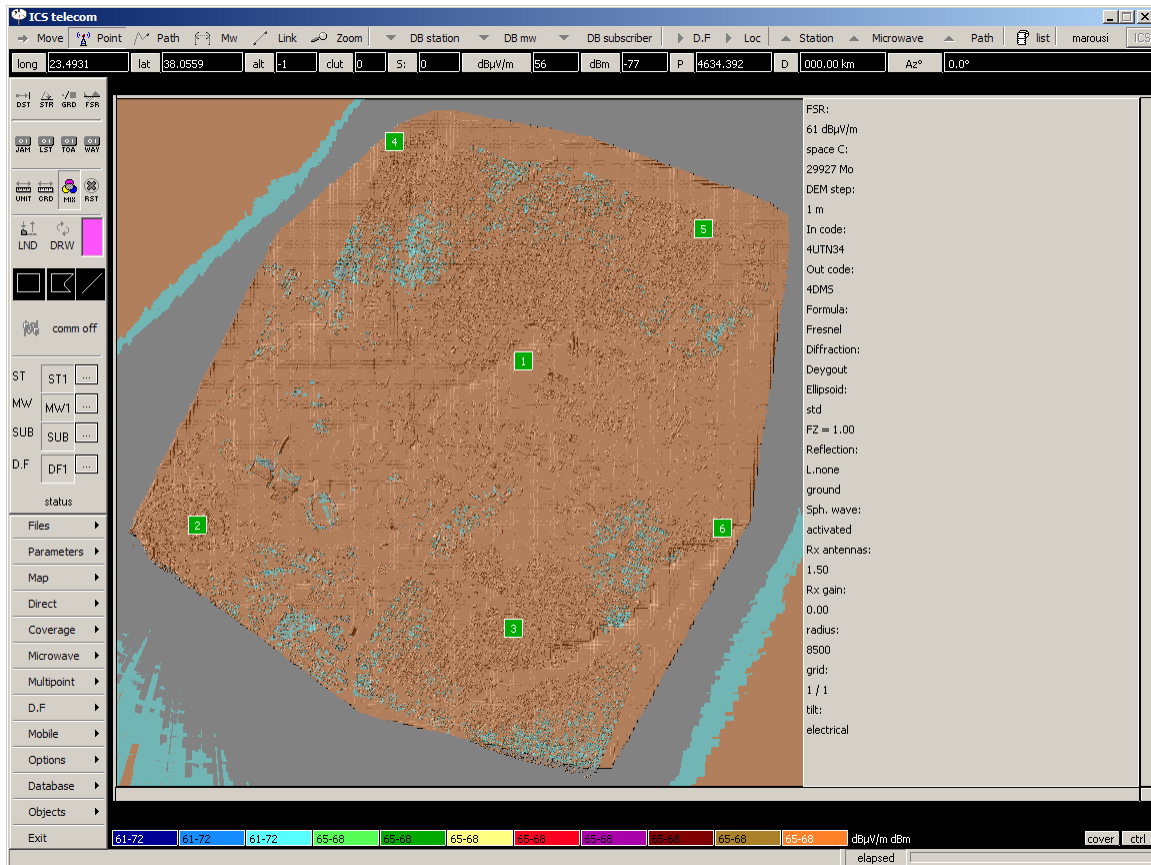 ICS telecom
Move Point Path Mw Link Zoom DB station DB mw DB subscriber D.F Loc Station Microwave Path list marousi ICS
long 23.4931 lat 38.0559 alt -1 clut 0 S: 0 dBµV/m 56 dBm -77 P 4634.392 D 000.00 km Az° 0.0°
DST STR GRD FSR
JAM LST TOA WAY
UNIT CRD MIX RST
LND DRW
comm off
ST ST1 ...
MW MW1 ...
SUB SUB ...
D.F DF1 ...
status
Files
Parameters
Map
Direct
Coverage
Microwave
Multipoint
D.F
Mobile
Options
Database
Objects
Exit
4
5
1
2
6
3
FSR:
61 dBµV/m
space C:
29927 Mo
DEM step:
1 m
In code:
4UTN34
Out code:
4DMS
Formula:
Fresnel
Diffraction:
Deygout
Ellipsoid:
std
FZ = 1.00
Reflection:
L.none
ground
Sph. wave:
activated
Rx antennas:
1.50
Rx gain:
0.00
radius:
8500
grid:
1 / 1
tilt:
electrical
61-72 61-72 61-72 65-68 65-68 65-68 65-68 65-68 65-68 65-68 65-68 dBµV/m dBm cover ctrl
elapsed